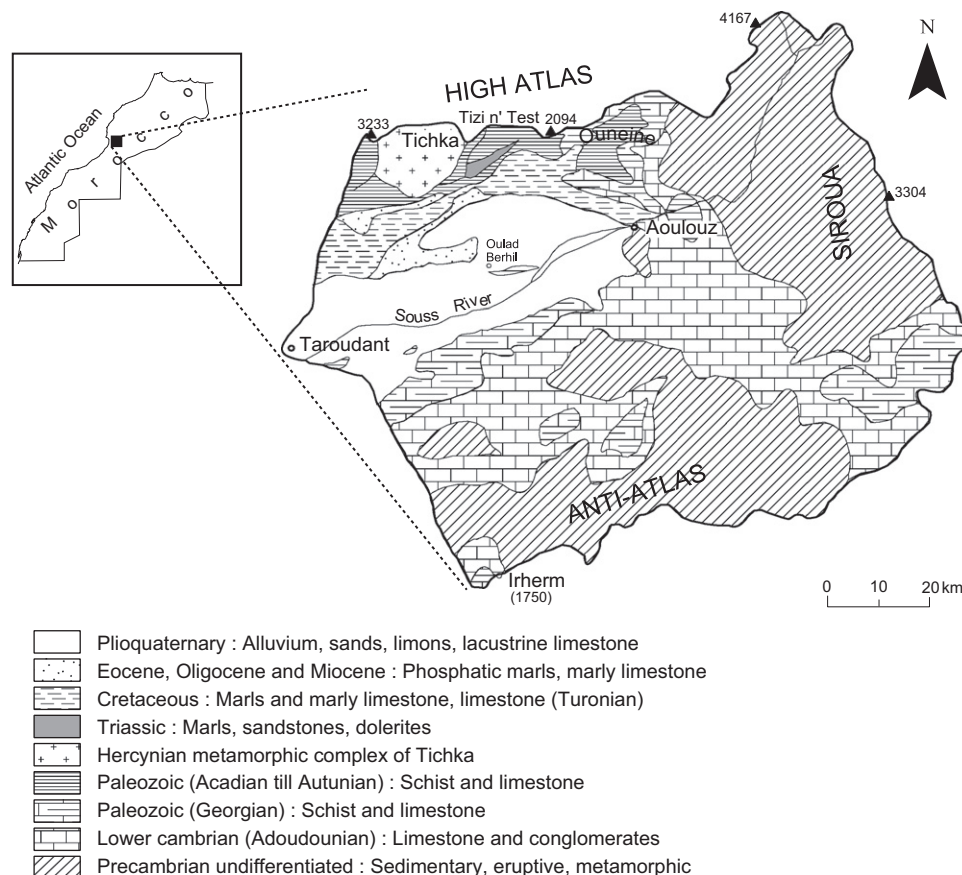 4167
N
HIGH ATLAS
Atlantic Ocean
Morocco
3233
Tizi n' Test
2094
Tichka
Ouneine
3304
SIROUA
Aoulouz
Oulad
Berhil
Souss River
Taroudant
ANTI-ATLAS
Irherm
(1750)
0 10 20 km
Plioquaternary : Alluvium, sands, limons, lacustrine limestone
Eocene, Oligocene and Miocene : Phosphatic marls, marly limestone
Cretaceous : Marls and marly limestone, limestone (Turonian)
Triassic : Marls, sandstones, dolerites
Hercynian metamorphic complex of Tichka
Paleozoic (Acadian till Autunian) : Schist and limestone
Paleozoic (Georgian) : Schist and limestone
Lower cambrian (Adoudounian) : Limestone and conglomerates
Precambrian undifferentiated : Sedimentary, eruptive, metamorphic